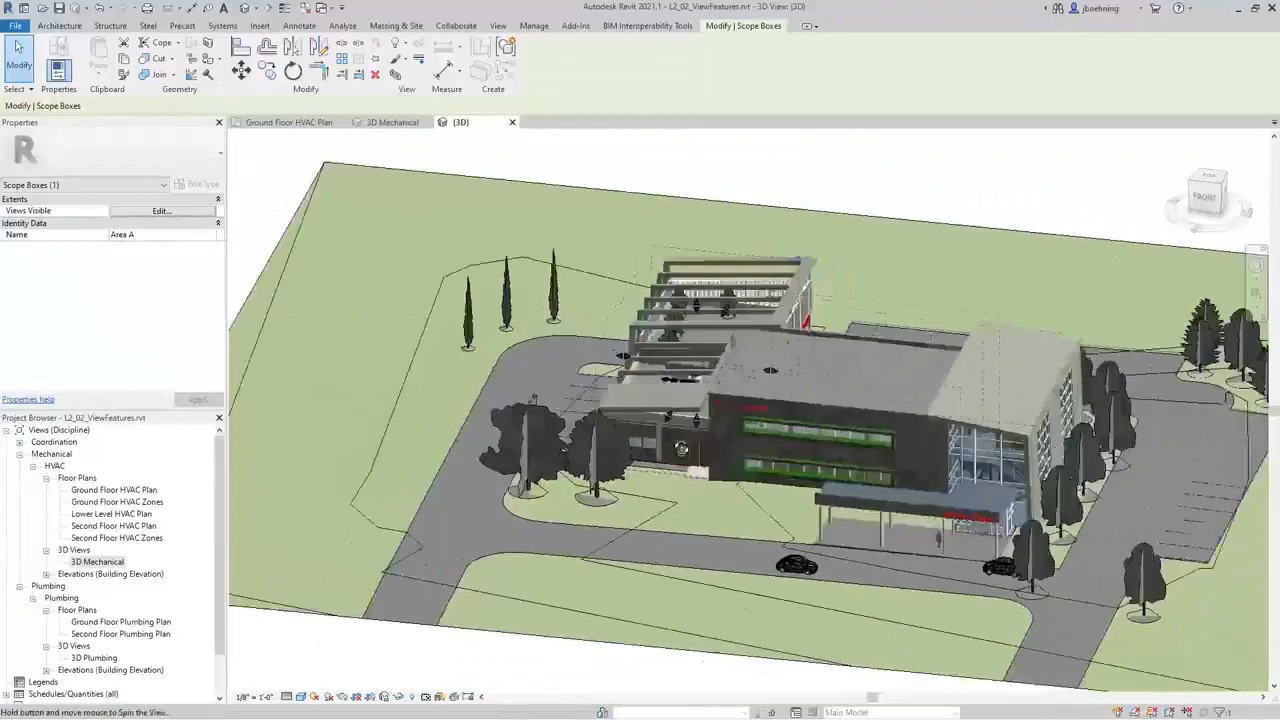 Autodesk Revit 2021.1 - L2_02_ViewFeatures.rvt - 3D View: {3D}
jboehning
File Architecture Structure Steel Precast Systems Insert Annotate Analyze Massing & Site Collaborate View Manage Add-Ins BIM Interoperability Tools Modify | Scope Boxes
Cope
Cut
Modify Paste Join
Select Properties Clipboard Geometry Modify View Measure Create
Modify | Scope Boxes
Properties
Ground Floor HVAC Plan 3D Mechanical {3D}
R
Scope Boxes (1) Edit Type
Extents
Views Visible Edit...
Identity Data
Name Area A
FRONT
Properties help Apply
Project Browser - L2_02_ViewFeatures.rvt
Views (Discipline)
Coordination
Mechanical
HVAC
Floor Plans
Ground Floor HVAC Plan
Ground Floor HVAC Zones
Lower Level HVAC Plan
Second Floor HVAC Plan
Second Floor HVAC Zones
3D Views
3D Mechanical
Elevations (Building Elevation)
Plumbing
Plumbing
Floor Plans
Ground Floor Plumbing Plan
Second Floor Plumbing Plan
3D Views
3D Plumbing
Elevations (Building Elevation)
Legends
Schedules/Quantities (all)
1/8" = 1'-0"
Hold button and move mouse to Spin the View. :0 Main Model :1